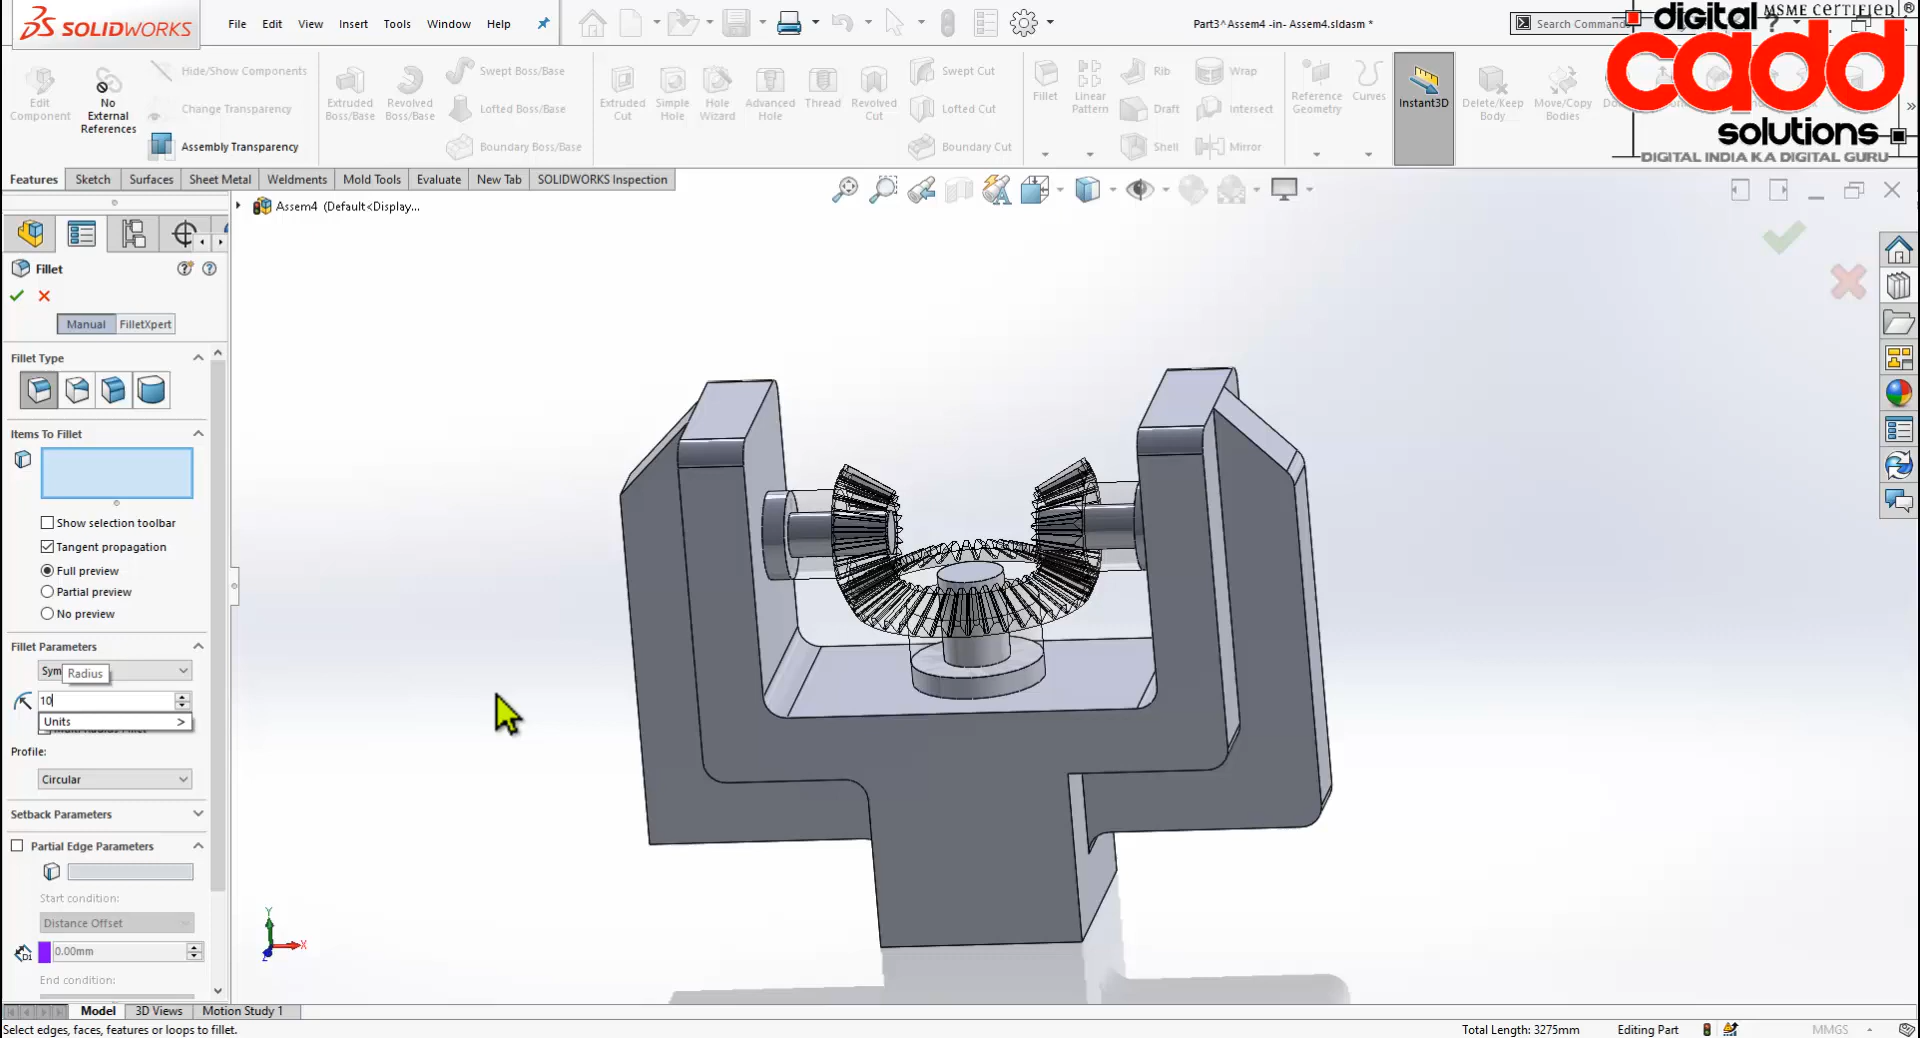 SOLIDWORKS
File Edit View Insert Tools Window Help
Part3^Assem4 -in- Assem4.sldasm *
Search Comman
digital
MSME CERTIFIED
cadd
solutions
DIGITAL INDIA KA DIGITAL GURU
Edit Component
No External References
Hide/Show Components
Change Transparency
Assembly Transparency
Extruded Boss/Base
Revolved Boss/Base
Swept Boss/Base
Lofted Boss/Base
Boundary Boss/Base
Extruded Cut
Simple Hole
Hole Wizard
Advanced Hole
Thread
Revolved Cut
Swept Cut
Lofted Cut
Boundary Cut
Fillet
Linear Pattern
Rib
Draft
Shell
Wrap
Intersect
Mirror
Reference Geometry
Curves
Instant3D
Delete/Keep Body
Move/Copy Bodies
Features Sketch Surfaces Sheet Metal Weldments Mold Tools Evaluate New Tab SOLIDWORKS Inspection
Assem4 (Default<Display...
Fillet
Manual FilletXpert
Fillet Type
Items To Fillet
Show selection toolbar
Tangent propagation
Full preview
Partial preview
No preview
Fillet Parameters
Sym
Radius
10
Units >
Profile:
Circular
Setback Parameters
Partial Edge Parameters
Start condition:
Distance Offset
0.00mm
End condition:
Y
X
Z
Model 3D Views Motion Study 1
Select edges, faces, features or loops to fillet.
Total Length: 3275mm Editing Part MMGS